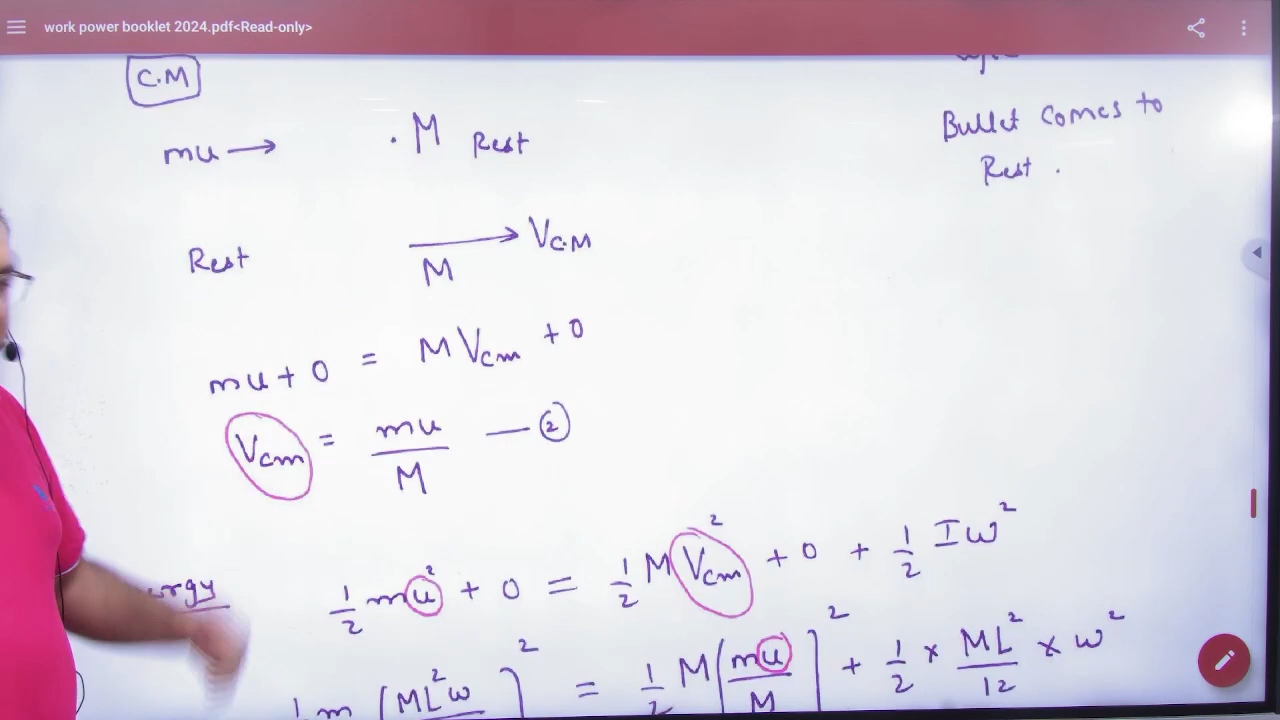 work power booklet 2024.pdf<Read-only>
C.M
mu → . M Rest
Bullet comes to
Rest .
Rest M → VC.M
mu + 0 = M Vcm + 0
Vcm = mu / M — ②
1/2 mu² + 0 = 1/2 M Vcm² + 0 + 1/2 Iω²
1/2 M [mu / M]² + 1/2 × ML²/12 × ω²